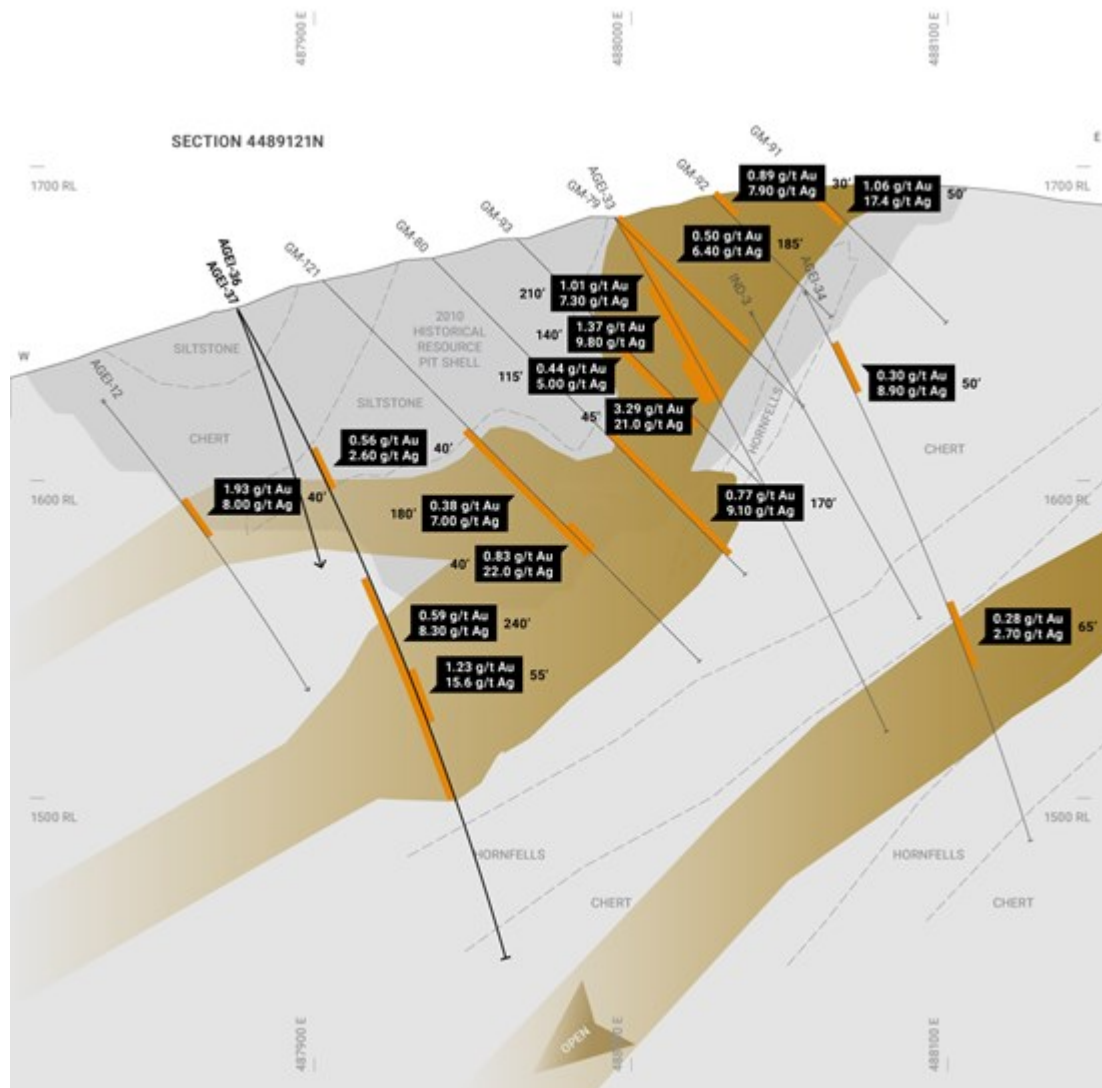 487900 E
488000 E
488100 E
SECTION 4489121N
W
E
1700 RL
1700 RL
GM-91
GM-92
AGEI-33
GM-79
GM-93
GM-80
GM-121
AGEI-36
AGEI-37
AGEI-12
IND-3
AGEI-34
0.89 g/t Au
7.90 g/t Ag
30'
1.06 g/t Au
17.4 g/t Ag
50'
0.50 g/t Au
6.40 g/t Ag
185'
210'
1.01 g/t Au
7.30 g/t Ag
140'
1.37 g/t Au
9.80 g/t Ag
115'
0.44 g/t Au
5.00 g/t Ag
45'
3.29 g/t Au
21.0 g/t Ag
0.30 g/t Au
8.90 g/t Ag
50'
SILTSTONE
2010
HISTORICAL
RESOURCE
PIT SHELL
SILTSTONE
CHERT
HORNFELLS
CHERT
0.56 g/t Au
2.60 g/t Ag
40'
1600 RL
1600 RL
1.93 g/t Au
8.00 g/t Ag
40'
180'
0.38 g/t Au
7.00 g/t Ag
0.77 g/t Au
9.10 g/t Ag
170'
40'
0.83 g/t Au
22.0 g/t Ag
0.59 g/t Au
8.30 g/t Ag
240'
0.28 g/t Au
2.70 g/t Ag
65'
1.23 g/t Au
15.6 g/t Ag
55'
1500 RL
1500 RL
HORNFELLS
HORNFELLS
CHERT
CHERT
OPEN
487900 E
488100 E